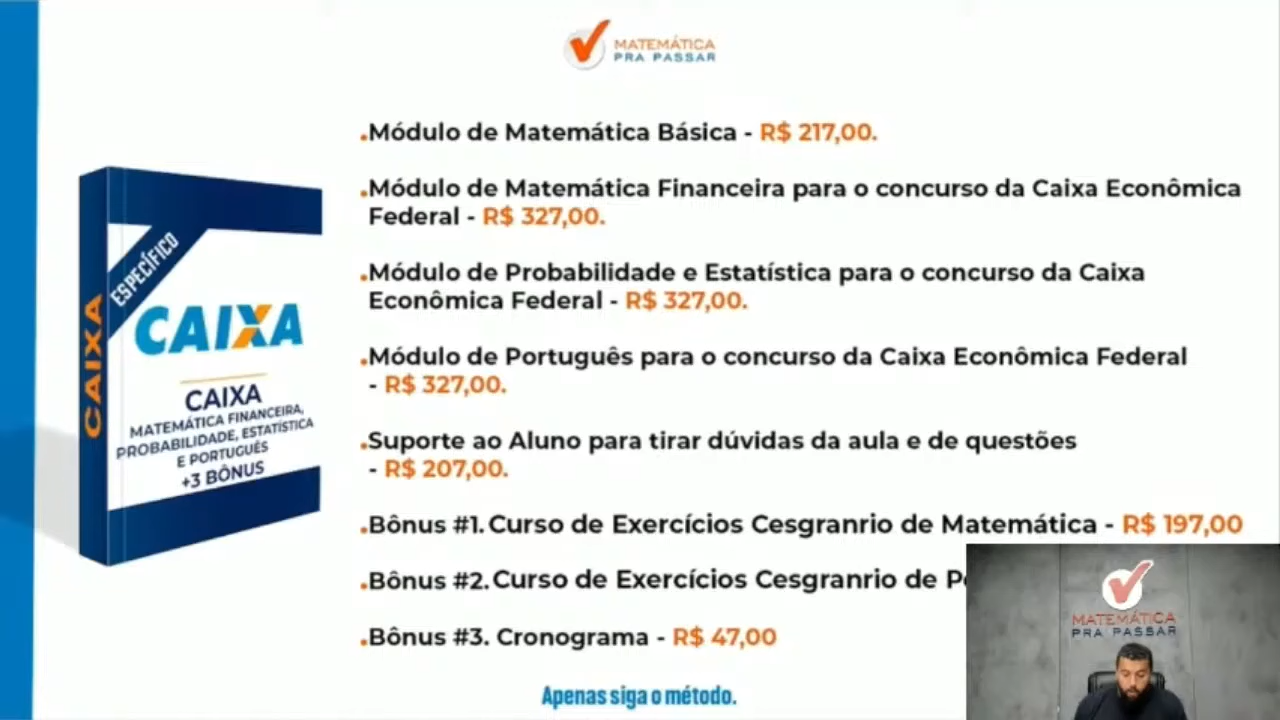 MATEMÁTICA
PRA PASSAR
.Módulo de Matemática Básica - R$ 217,00.
.Módulo de Matemática Financeira para o concurso da Caixa Econômica
Federal - R$ 327,00.
.Módulo de Probabilidade e Estatística para o concurso da Caixa
Econômica Federal - R$ 327,00.
.Módulo de Português para o concurso da Caixa Econômica Federal
- R$ 327,00.
.Suporte ao Aluno para tirar dúvidas da aula e de questões
- R$ 207,00.
.Bônus #1. Curso de Exercícios Cesgranrio de Matemática - R$ 197,00
.Bônus #2. Curso de Exercícios Cesgranrio de
.Bônus #3. Cronograma - R$ 47,00
Apenas siga o método.
CAIXA
ESPECÍFICO
CAIXA
CAIXA
MATEMÁTICA FINANCEIRA,
PROBABILIDADE, ESTATÍSTICA
E PORTUGUÊS
+3 BÔNUS
MATEMÁTICA
PRA PASSAR